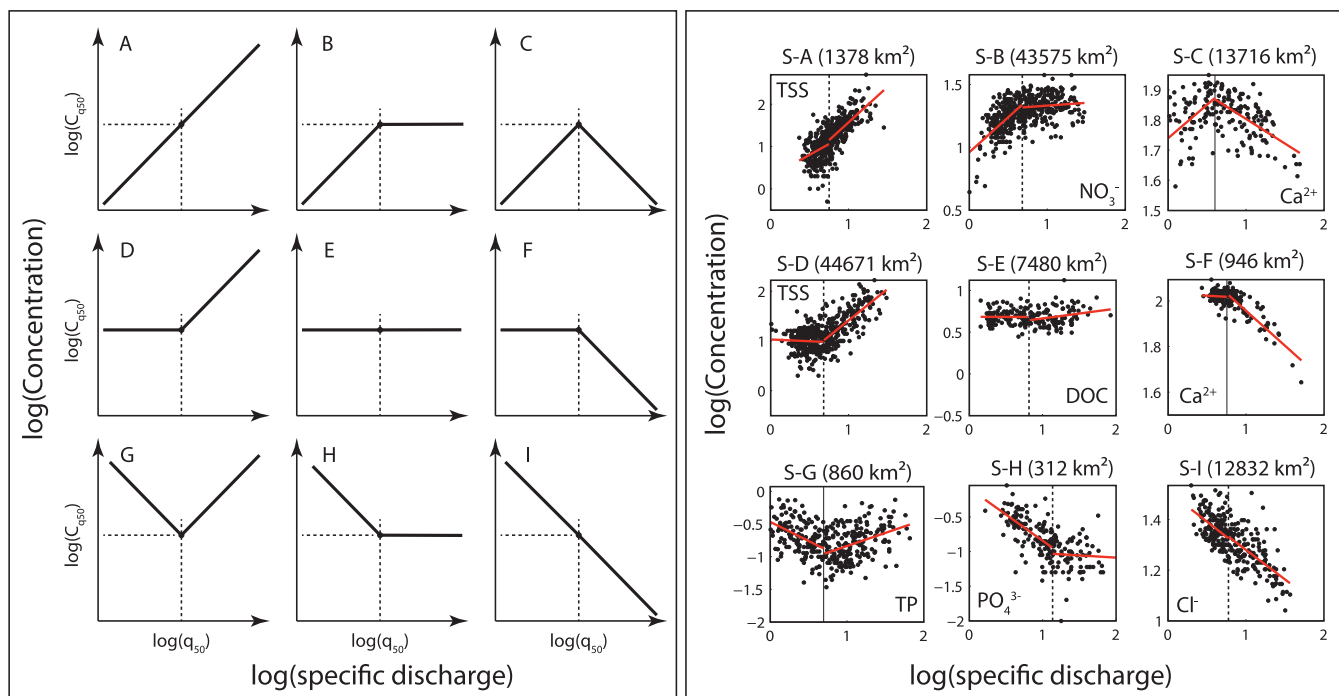 A
B
C
log(C_q50)
D
E
F
log(C_q50)
G
H
I
log(C_q50)
log(q₅₀)
log(q₅₀)
log(q₅₀)
log(Concentration)
log(specific discharge)
S-A (1378 km²)
TSS
2
1
0
0
1
2
S-B (43575 km²)
NO₃⁻
1.5
1
0.5
0
1
2
S-C (13716 km²)
Ca²⁺
1.9
1.8
1.7
1.6
1.5
0
1
2
S-D (44671 km²)
TSS
2
1
0
0
1
2
S-E (7480 km²)
DOC
1
0.5
0
−0.5
0
1
2
S-F (946 km²)
Ca²⁺
2
1.8
1.6
0
1
2
S-G (860 km²)
TP
0
−0.5
−1
−1.5
−2
0
1
2
S-H (312 km²)
PO₄³⁻
−0.5
−1
−1.5
−2
0
1
2
S-I (12832 km²)
Cl⁻
1.4
1.2
1
0
1
2
log(Concentration)
log(specific discharge)